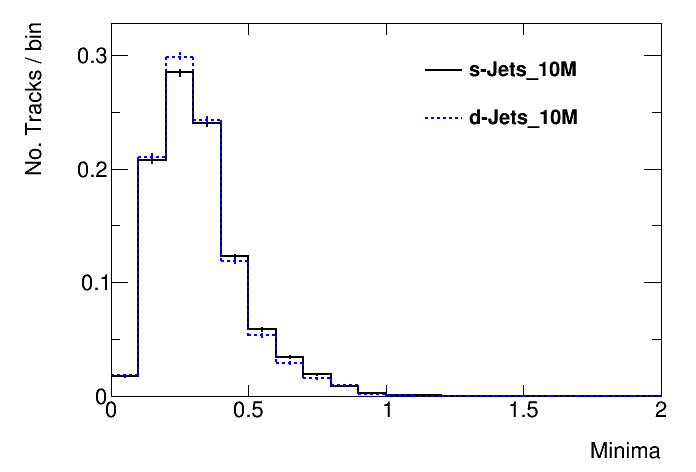 No. Tracks / bin
0.3
0.2
0.1
0
s-Jets_10M
d-Jets_10M
0 0.5 1 1.5 2
Minima